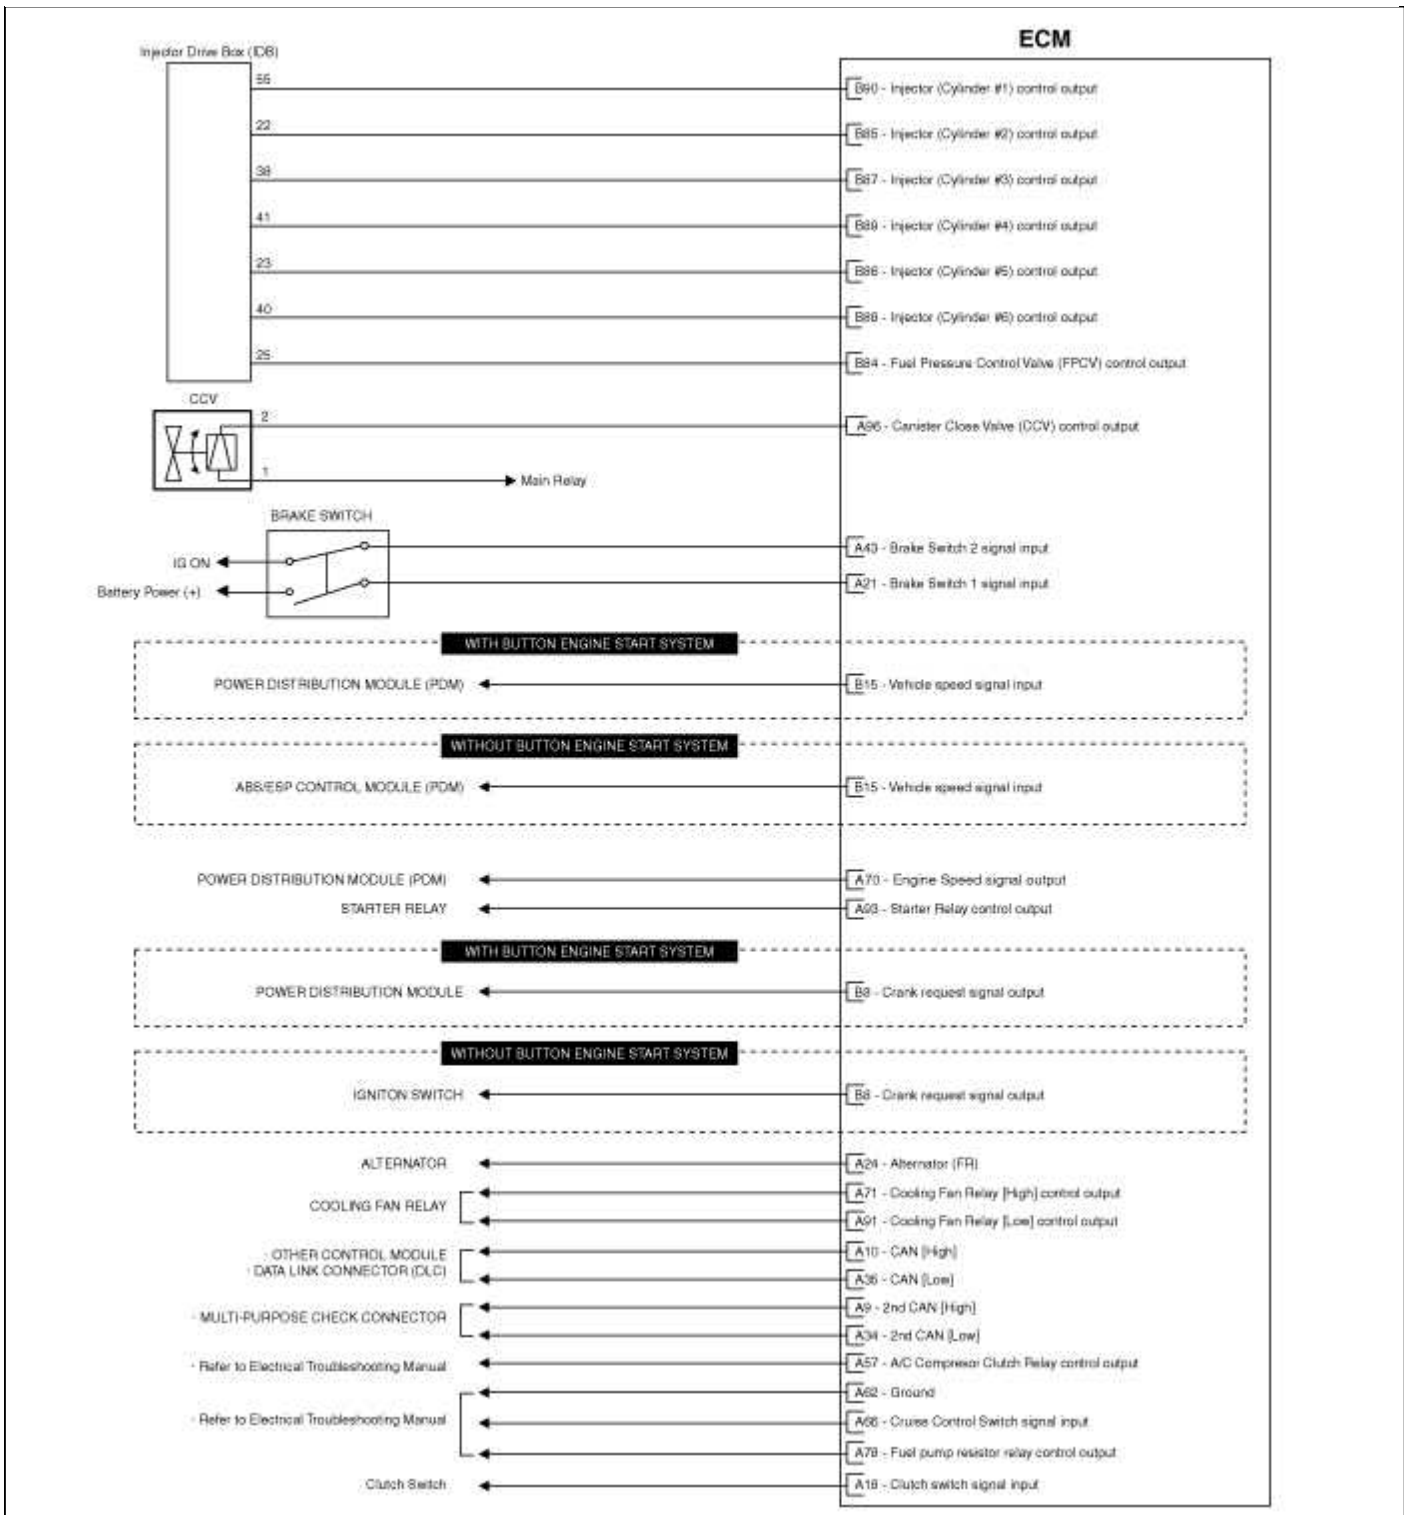 ECM
Injector Drive Box (IDB)
55
B90 - Injector (Cylinder #1) control output
22
B85 - Injector (Cylinder #2) control output
38
B87 - Injector (Cylinder #3) control output
41
B89 - Injector (Cylinder #4) control output
23
B86 - Injector (Cylinder #5) control output
40
B88 - Injector (Cylinder #6) control output
25
B84 - Fuel Pressure Control Valve (FPCV) control output
CCV
2
A96 - Canister Close Valve (CCV) control output
1
Main Relay
BRAKE SWITCH
IG ON
A43 - Brake Switch 2 signal input
Battery Power (+)
A21 - Brake Switch 1 signal input
WITH BUTTON ENGINE START SYSTEM
POWER DISTRIBUTION MODULE (PDM)
B15 - Vehicle speed signal input
WITHOUT BUTTON ENGINE START SYSTEM
ABS/ESP CONTROL MODULE (PDM)
B15 - Vehicle speed signal input
POWER DISTRIBUTION MODULE (PDM)
A70 - Engine Speed signal output
STARTER RELAY
A93 - Starter Relay control output
WITH BUTTON ENGINE START SYSTEM
POWER DISTRIBUTION MODULE
B8 - Crank request signal output
WITHOUT BUTTON ENGINE START SYSTEM
IGNITON SWITCH
B8 - Crank request signal output
ALTERNATOR
A24 - Alternator (FR)
COOLING FAN RELAY
A71 - Cooling Fan Relay [High] control output
A91 - Cooling Fan Relay [Low] control output
· OTHER CONTROL MODULE
· DATA LINK CONNECTOR (DLC)
A10 - CAN [High]
A36 - CAN [Low]
· MULTI-PURPOSE CHECK CONNECTOR
A9 - 2nd CAN [High]
A34 - 2nd CAN [Low]
· Refer to Electrical Troubleshooting Manual
A57 - A/C Compresor Clutch Relay control output
· Refer to Electrical Troubleshooting Manual
A62 - Ground
A66 - Cruise Control Switch signal input
A78 - Fuel pump resistor relay control output
Clutch Switch
A18 - Clutch switch signal input